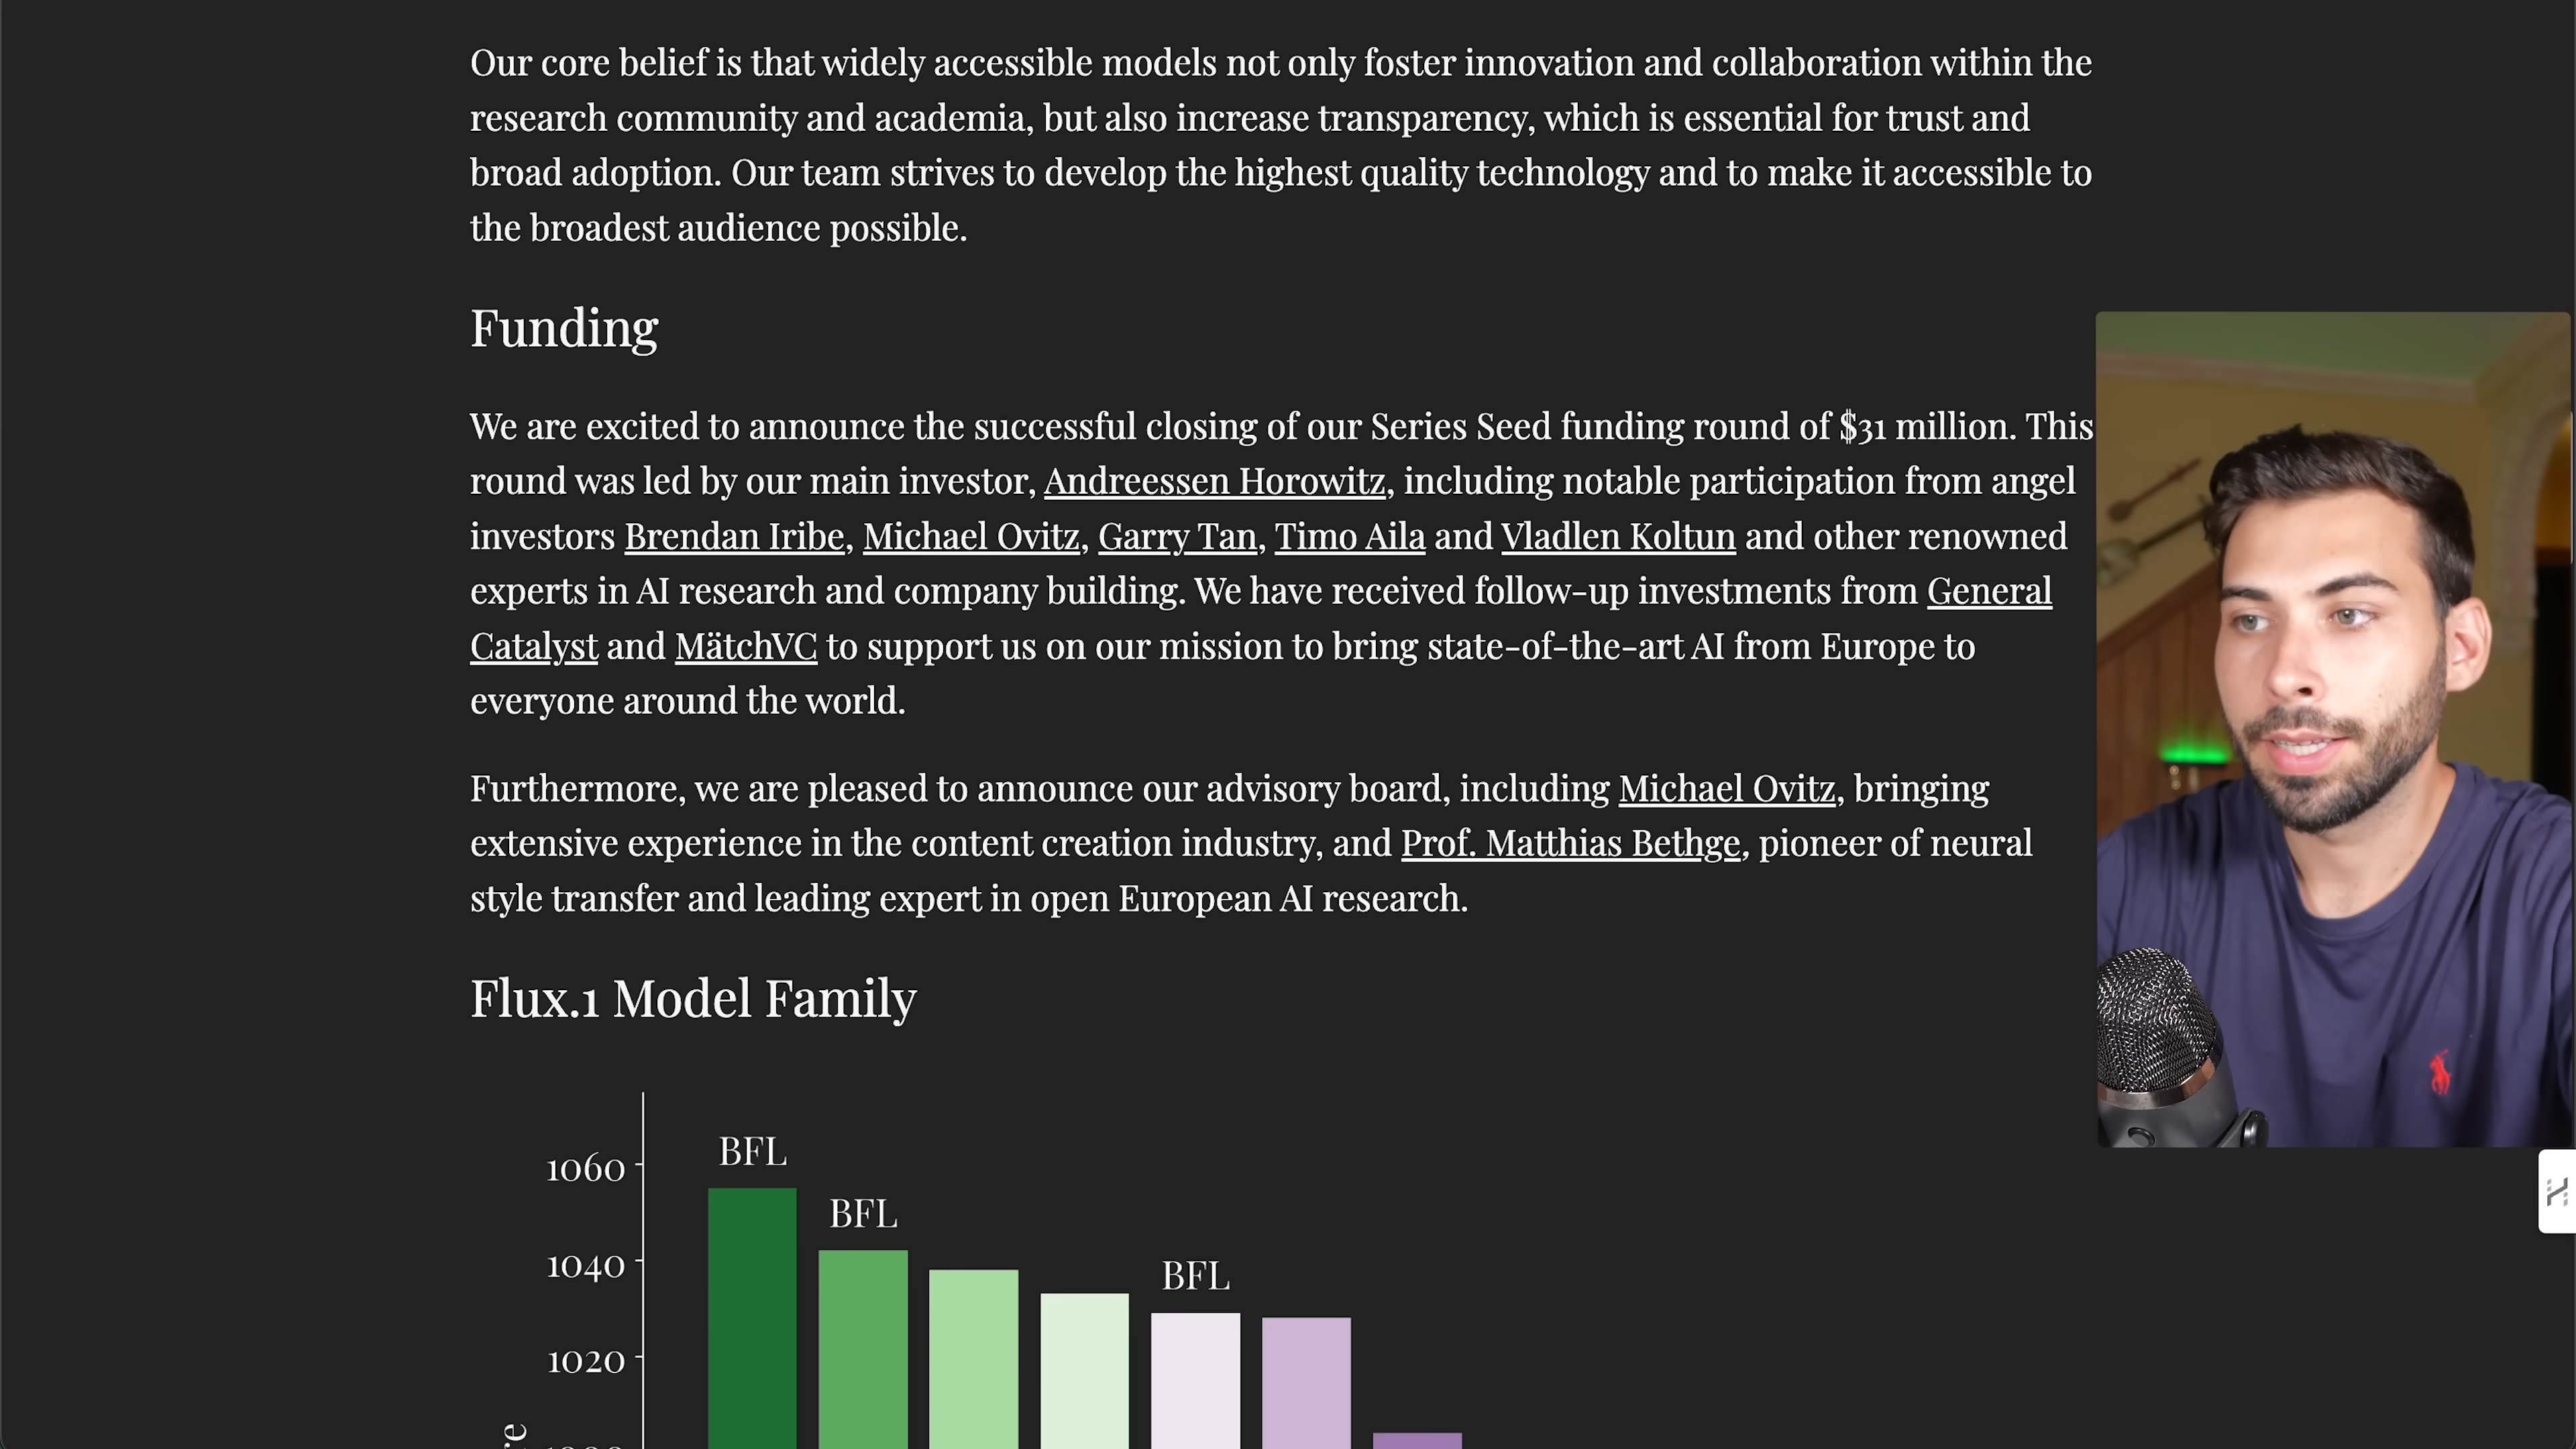 Our core belief is that widely accessible models not only foster innovation and collaboration within the
research community and academia, but also increase transparency, which is essential for trust and
broad adoption. Our team strives to develop the highest quality technology and to make it accessible to
the broadest audience possible.
Funding
We are excited to announce the successful closing of our Series Seed funding round of $31 million. This
round was led by our main investor, Andreessen Horowitz, including notable participation from angel
investors Brendan Iribe, Michael Ovitz, Garry Tan, Timo Aila and Vladlen Koltun and other renowned
experts in AI research and company building. We have received follow-up investments from General
Catalyst and MätchVC to support us on our mission to bring state-of-the-art AI from Europe to
everyone around the world.
Furthermore, we are pleased to announce our advisory board, including Michael Ovitz, bringing
extensive experience in the content creation industry, and Prof. Matthias Bethge, pioneer of neural
style transfer and leading expert in open European AI research.
Flux.1 Model Family
BFL
1060
BFL
1040
BFL
1020